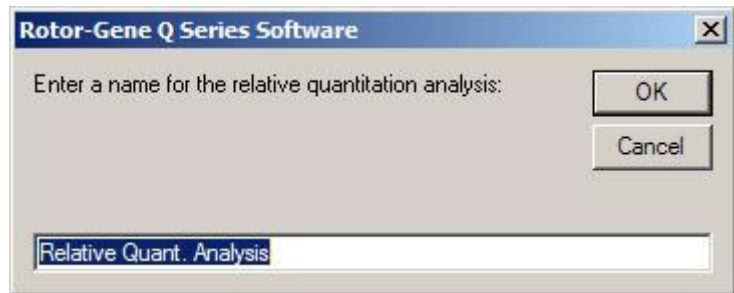 Rotor-Gene Q Series Software
Enter a name for the relative quantitation analysis:
OK
Cancel
Relative Quant. Analysis